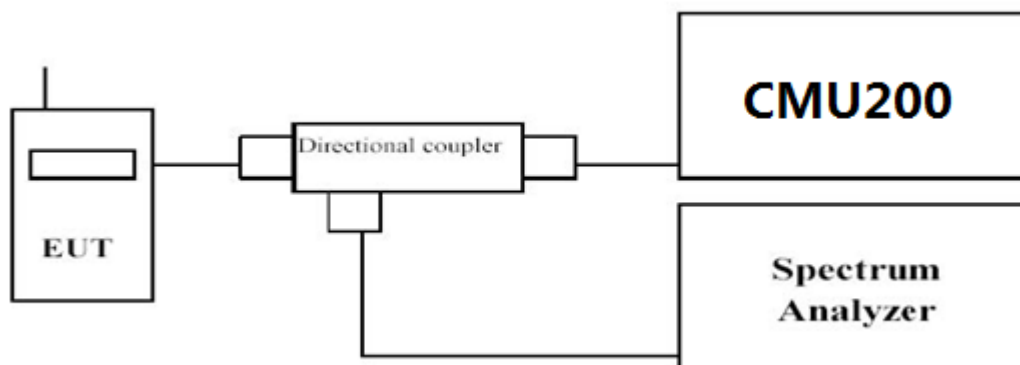 CMU200
Directional coupler
EUT
Spectrum
Analyzer